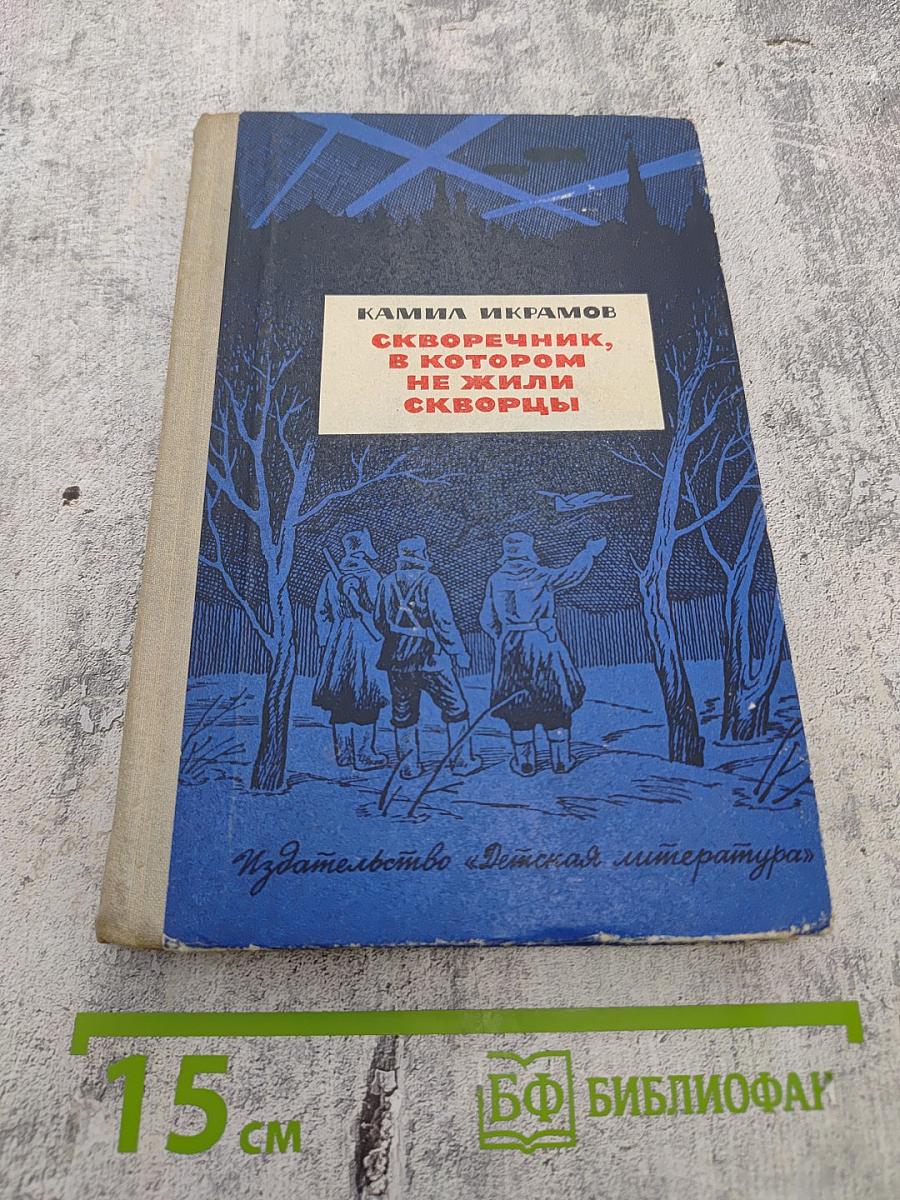 КАМИЛ ИКРАМОВ
СКВОРЕЧНИК,
В КОТОРОМ
НЕ ЖИЛИ
СКВОРЦЫ
Издательство «Детская литература»
15 см
БФ БИБЛИОФАН